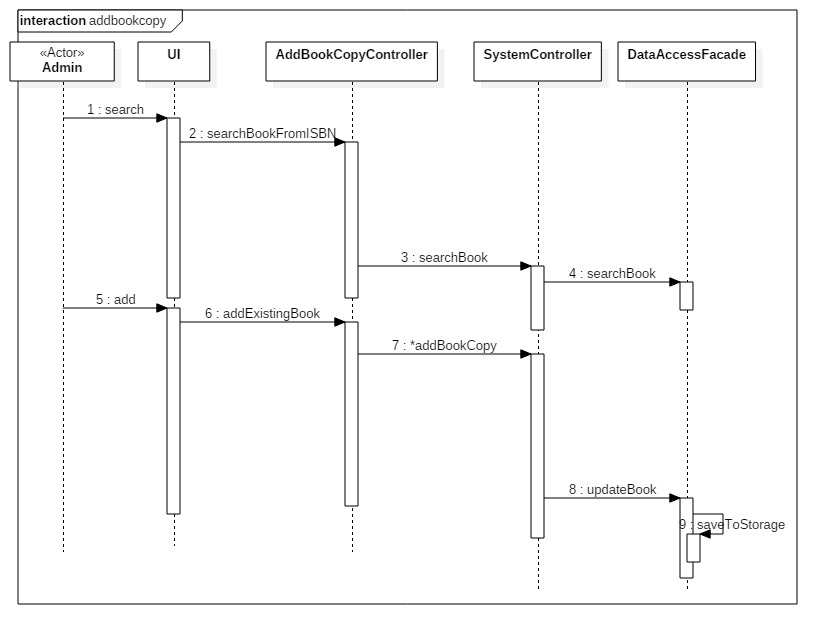 interaction addbookcopy
«Actor»
Admin
UI
AddBookCopyController
SystemController
DataAccessFacade
1 : search
2 : searchBookFromISBN
3 : searchBook
4 : searchBook
5 : add
6 : addExistingBook
7 : *addBookCopy
8 : updateBook
9 : saveToStorage